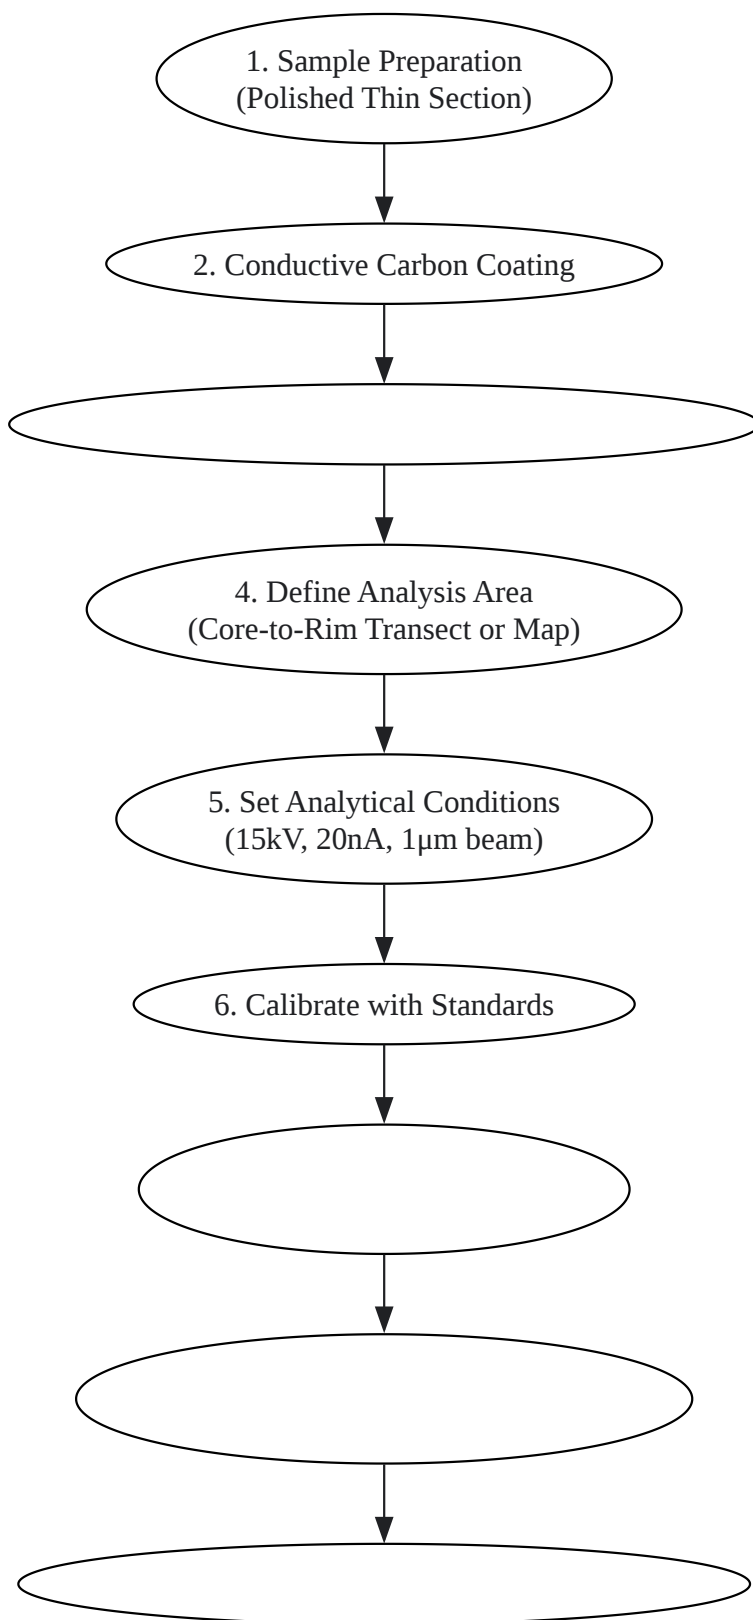 1. Sample Preparation
(Polished Thin Section)
2. Conductive Carbon Coating
4. Define Analysis Area
(Core-to-Rim Transect or Map)
5. Set Analytical Conditions
(15kV, 20nA, 1μm beam)
6. Calibrate with Standards